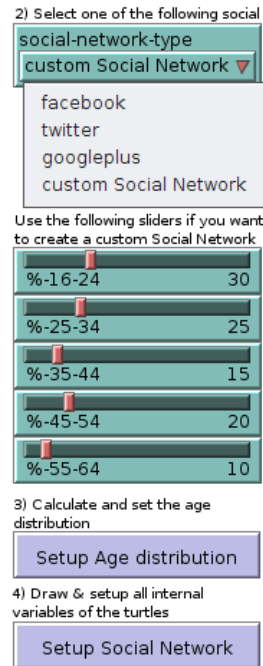 2) Select one of the following social
social-network-type
custom Social Network
facebook
twitter
googleplus
custom Social Network
Use the following sliders if you want
to create a custom Social Network
%-16-24 30
%-25-34 25
%-35-44 15
%-45-54 20
%-55-64 10
3) Calculate and set the age
distribution
Setup Age distribution
4) Draw & setup all internal
variables of the turtles
Setup Social Network